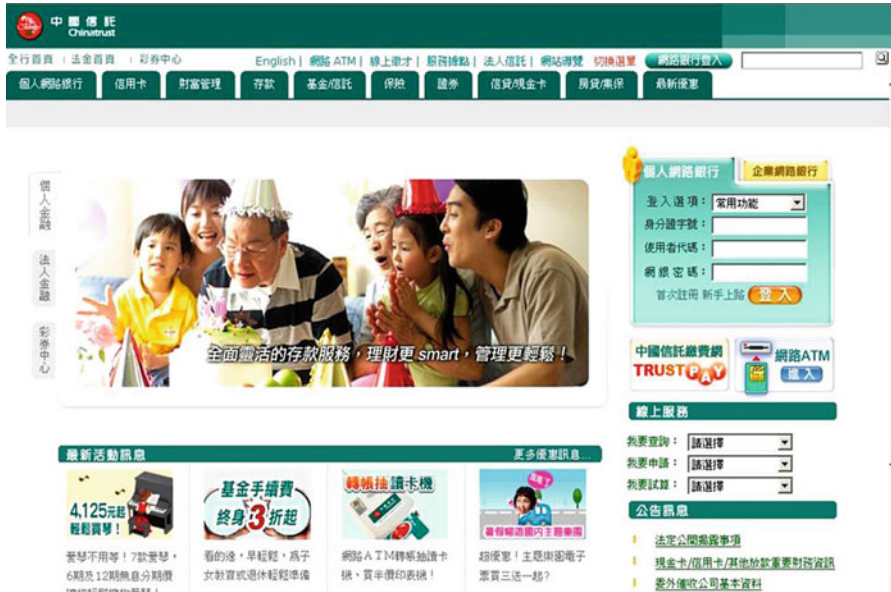 中國信託
Chinatrust
全行首頁 | 法金首頁 | 彩券中心
English | 網路 ATM | 線上徵才 | 服務據點 | 法人信託 | 網站導覽 切換選單 網路銀行登入
個人網路銀行 信用卡 財富管理 存款 基金/信託 保險 證券 信貸/現金卡 房貸/集保 最新優惠
個人金融
法人金融
彩券中心
全面靈活的存款服務,理財更 smart,管理更輕鬆!
個人網路銀行 企業網路銀行
登入選項: 常用功能
身分證字號:
使用者代碼:
網銀密碼:
首次註冊 新手上路 登入
中國信託繳費網
TRUST PAY
網路ATM
進入
線上服務
我要查詢: 請選擇
我要申請: 請選擇
我要試算: 請選擇
公告訊息
法定公開揭露事項
現金卡/信用卡/其他放款重要財務資訊
委外催收公司基本資料
最新活動訊息 更多優惠訊息...
4,125元起
輕鬆賞琴!
愛琴不用等!7款愛琴,
6期及12期無息分期價
基金手續費
終身3折起
看的遠,早輕鬆,為子
女教育或退休輕鬆準備
轉帳抽讀卡機
網路ATM轉帳抽讀卡
機、買半價印表機!
暑假暢遊國內主題樂園
超優惠!主題樂園電子
票買三送一起?